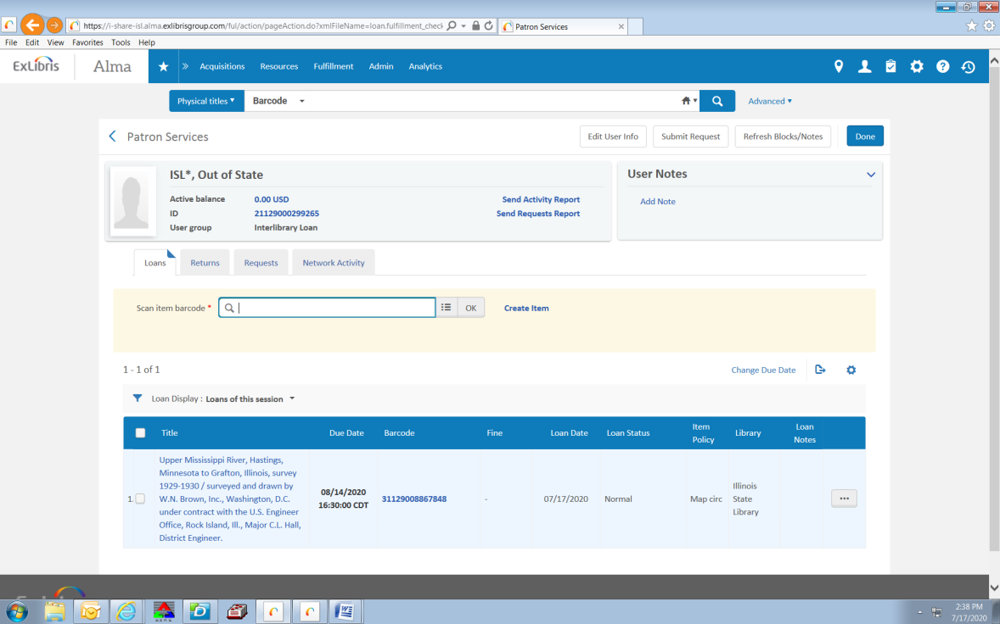 https://i-share-isl.alma.exlibrisgroup.com/ful/action/pageAction.do?xmlFileName=loan.fulfillment_check
Patron Services
File Edit View Favorites Tools Help
ExLibris Alma
Acquisitions Resources Fulfillment Admin Analytics
Physical titles Barcode Advanced
Patron Services
Edit User Info Submit Request Refresh Blocks/Notes Done
ISL*, Out of State
Active balance 0.00 USD Send Activity Report
ID 21129000299265 Send Requests Report
User group Interlibrary Loan
User Notes
Add Note
Loans Returns Requests Network Activity
Scan item barcode * OK Create Item
1 - 1 of 1 Change Due Date
Loan Display : Loans of this session
Title Due Date Barcode Fine Loan Date Loan Status Item Policy Library Loan Notes
1.
Upper Mississippi River, Hastings,
Minnesota to Grafton, Illinois, survey
1929-1930 / surveyed and drawn by
W.N. Brown, Inc., Washington, D.C.
under contract with the U.S. Engineer
Office, Rock Island, Ill., Major C.L. Hall,
District Engineer.
08/14/2020
16:30:00 CDT
31129008867848 - 07/17/2020 Normal Map circ
Illinois
State
Library
2:38 PM
7/17/2020